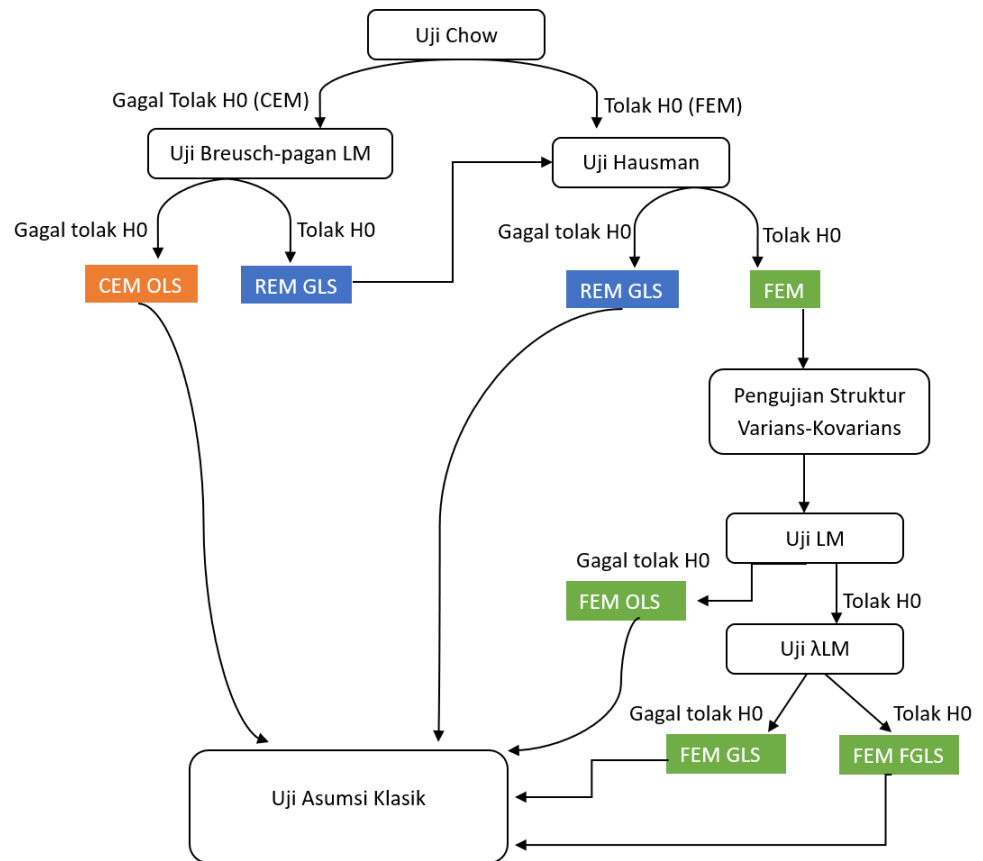 Uji Chow
Gagal Tolak H0 (CEM)
Tolak H0 (FEM)
Uji Breusch-pagan LM
Uji Hausman
Gagal tolak H0
Tolak H0
Gagal tolak H0
Tolak H0
CEM OLS
REM GLS
REM GLS
FEM
Pengujian Struktur
Varians-Kovarians
Uji LM
Gagal tolak H0
FEM OLS
Tolak H0
Uji λLM
Gagal tolak H0
Tolak H0
FEM GLS
FEM FGLS
Uji Asumsi Klasik